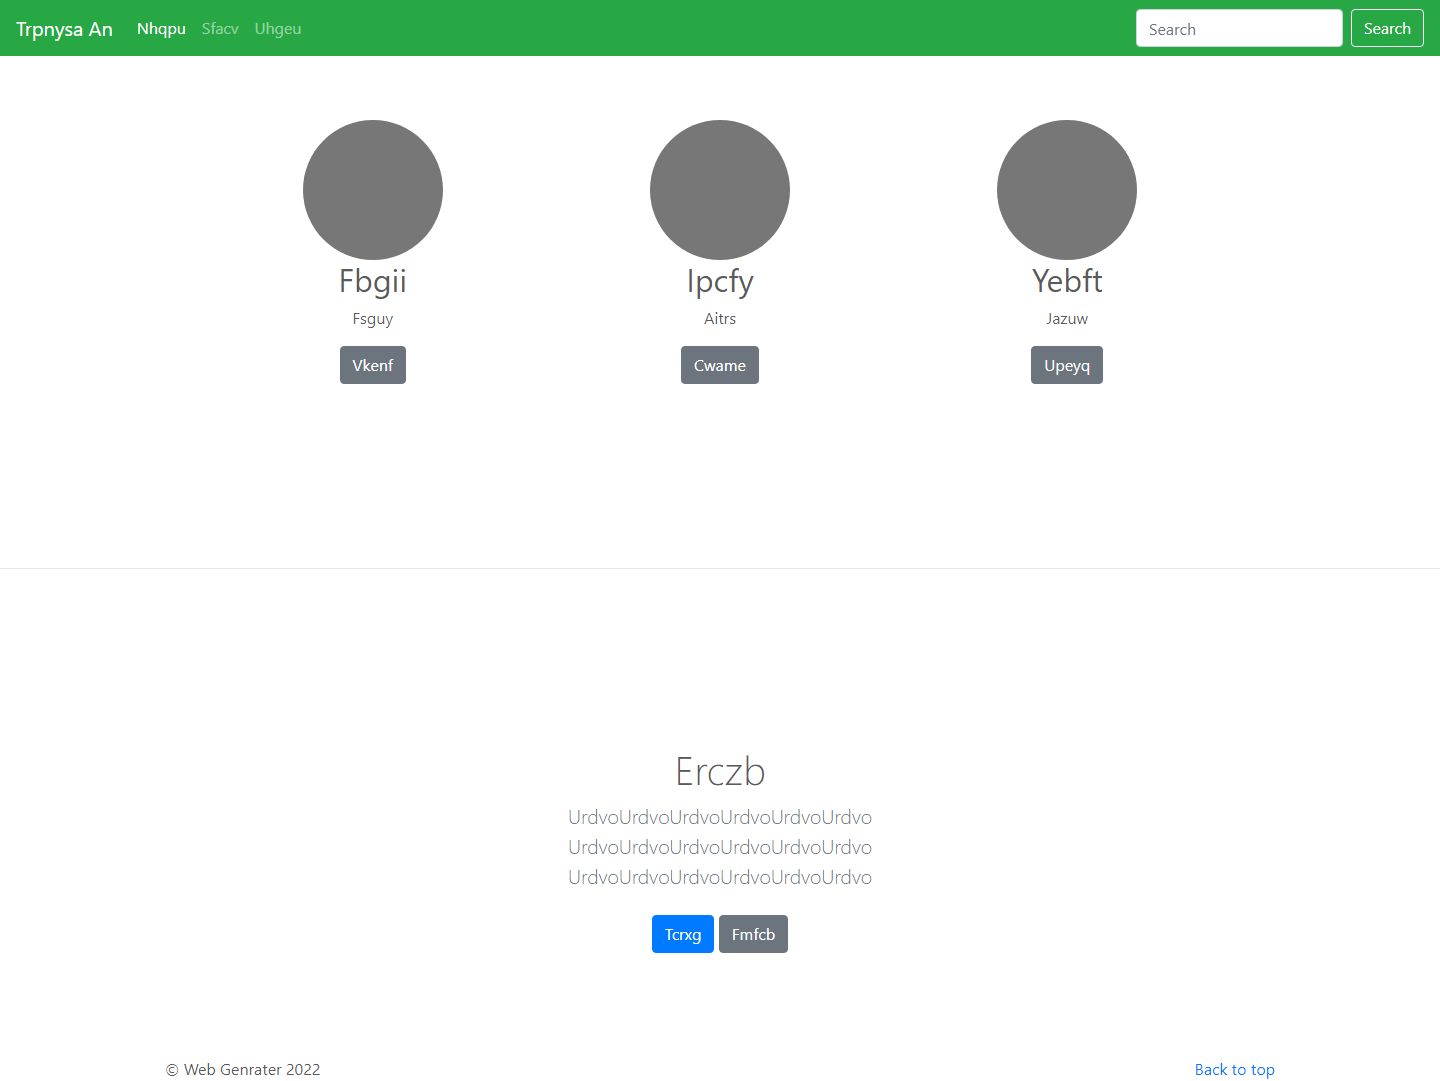 Trpnysa An Nhqpu Sfacv Uhgeu Search Search
Fbgii Ipcfy Yebft
Fsguy Aitrs Jazuw
Vkenf Cwame Upeyq
Erczb
UrdvoUrdvoUrdvoUrdvoUrdvoUrdvo
UrdvoUrdvoUrdvoUrdvoUrdvoUrdvo
UrdvoUrdvoUrdvoUrdvoUrdvoUrdvo
Tcrxg Fmfcb
© Web Genrater 2022 Back to top